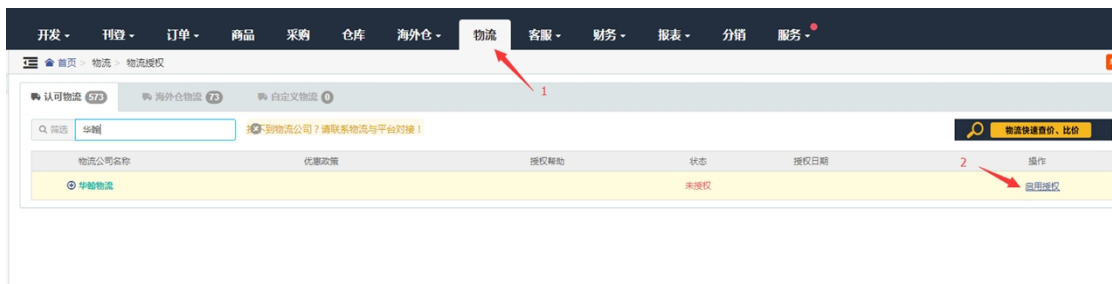 开发 刊登 订单 商品 采购 仓库 海外仓 物流 客服 财务 报表 分销 服务
首页 > 物流 > 物流授权
1
认可物流 573 海外仓物流 73 自定义物流 0
筛选 华翰 不到物流公司？请联系物流与平台对接！ 物流快速查价、比价
物流公司名称 优惠政策 授权帮助 状态 授权日期 2 操作
华翰物流 未授权 启用授权